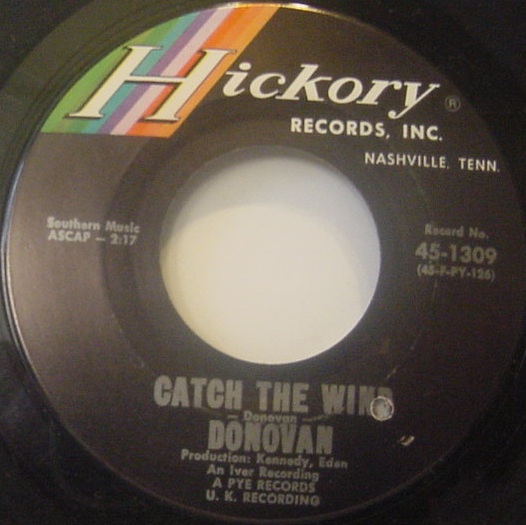 Hickory ®
RECORDS, INC.
NASHVILLE, TENN.
Southern Music
ASCAP — 2:17
Record No.
45-1309
(45-F-PY-126)
CATCH THE WIND
— Donovan —
DONOVAN
Production: Kennedy, Eden
An Iver Recording
A PYE RECORDS
U. K. RECORDING